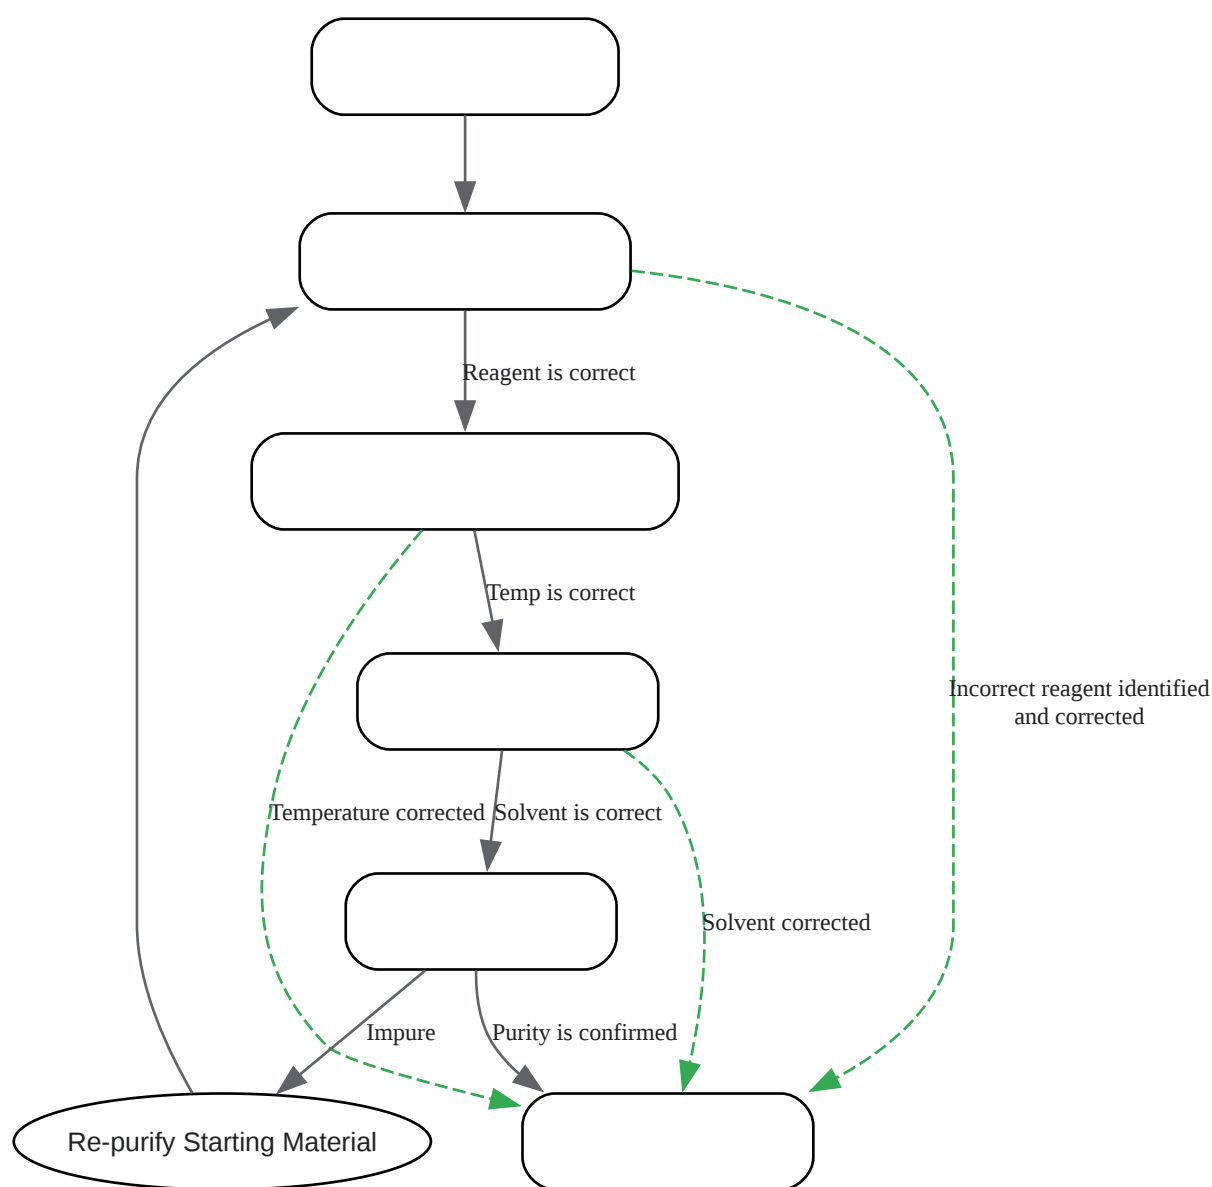 Reagent is correct
Temp is correct
Incorrect reagent identified
and corrected
Temperature corrected
Solvent is correct
Solvent corrected
Impure
Purity is confirmed
Re-purify Starting Material